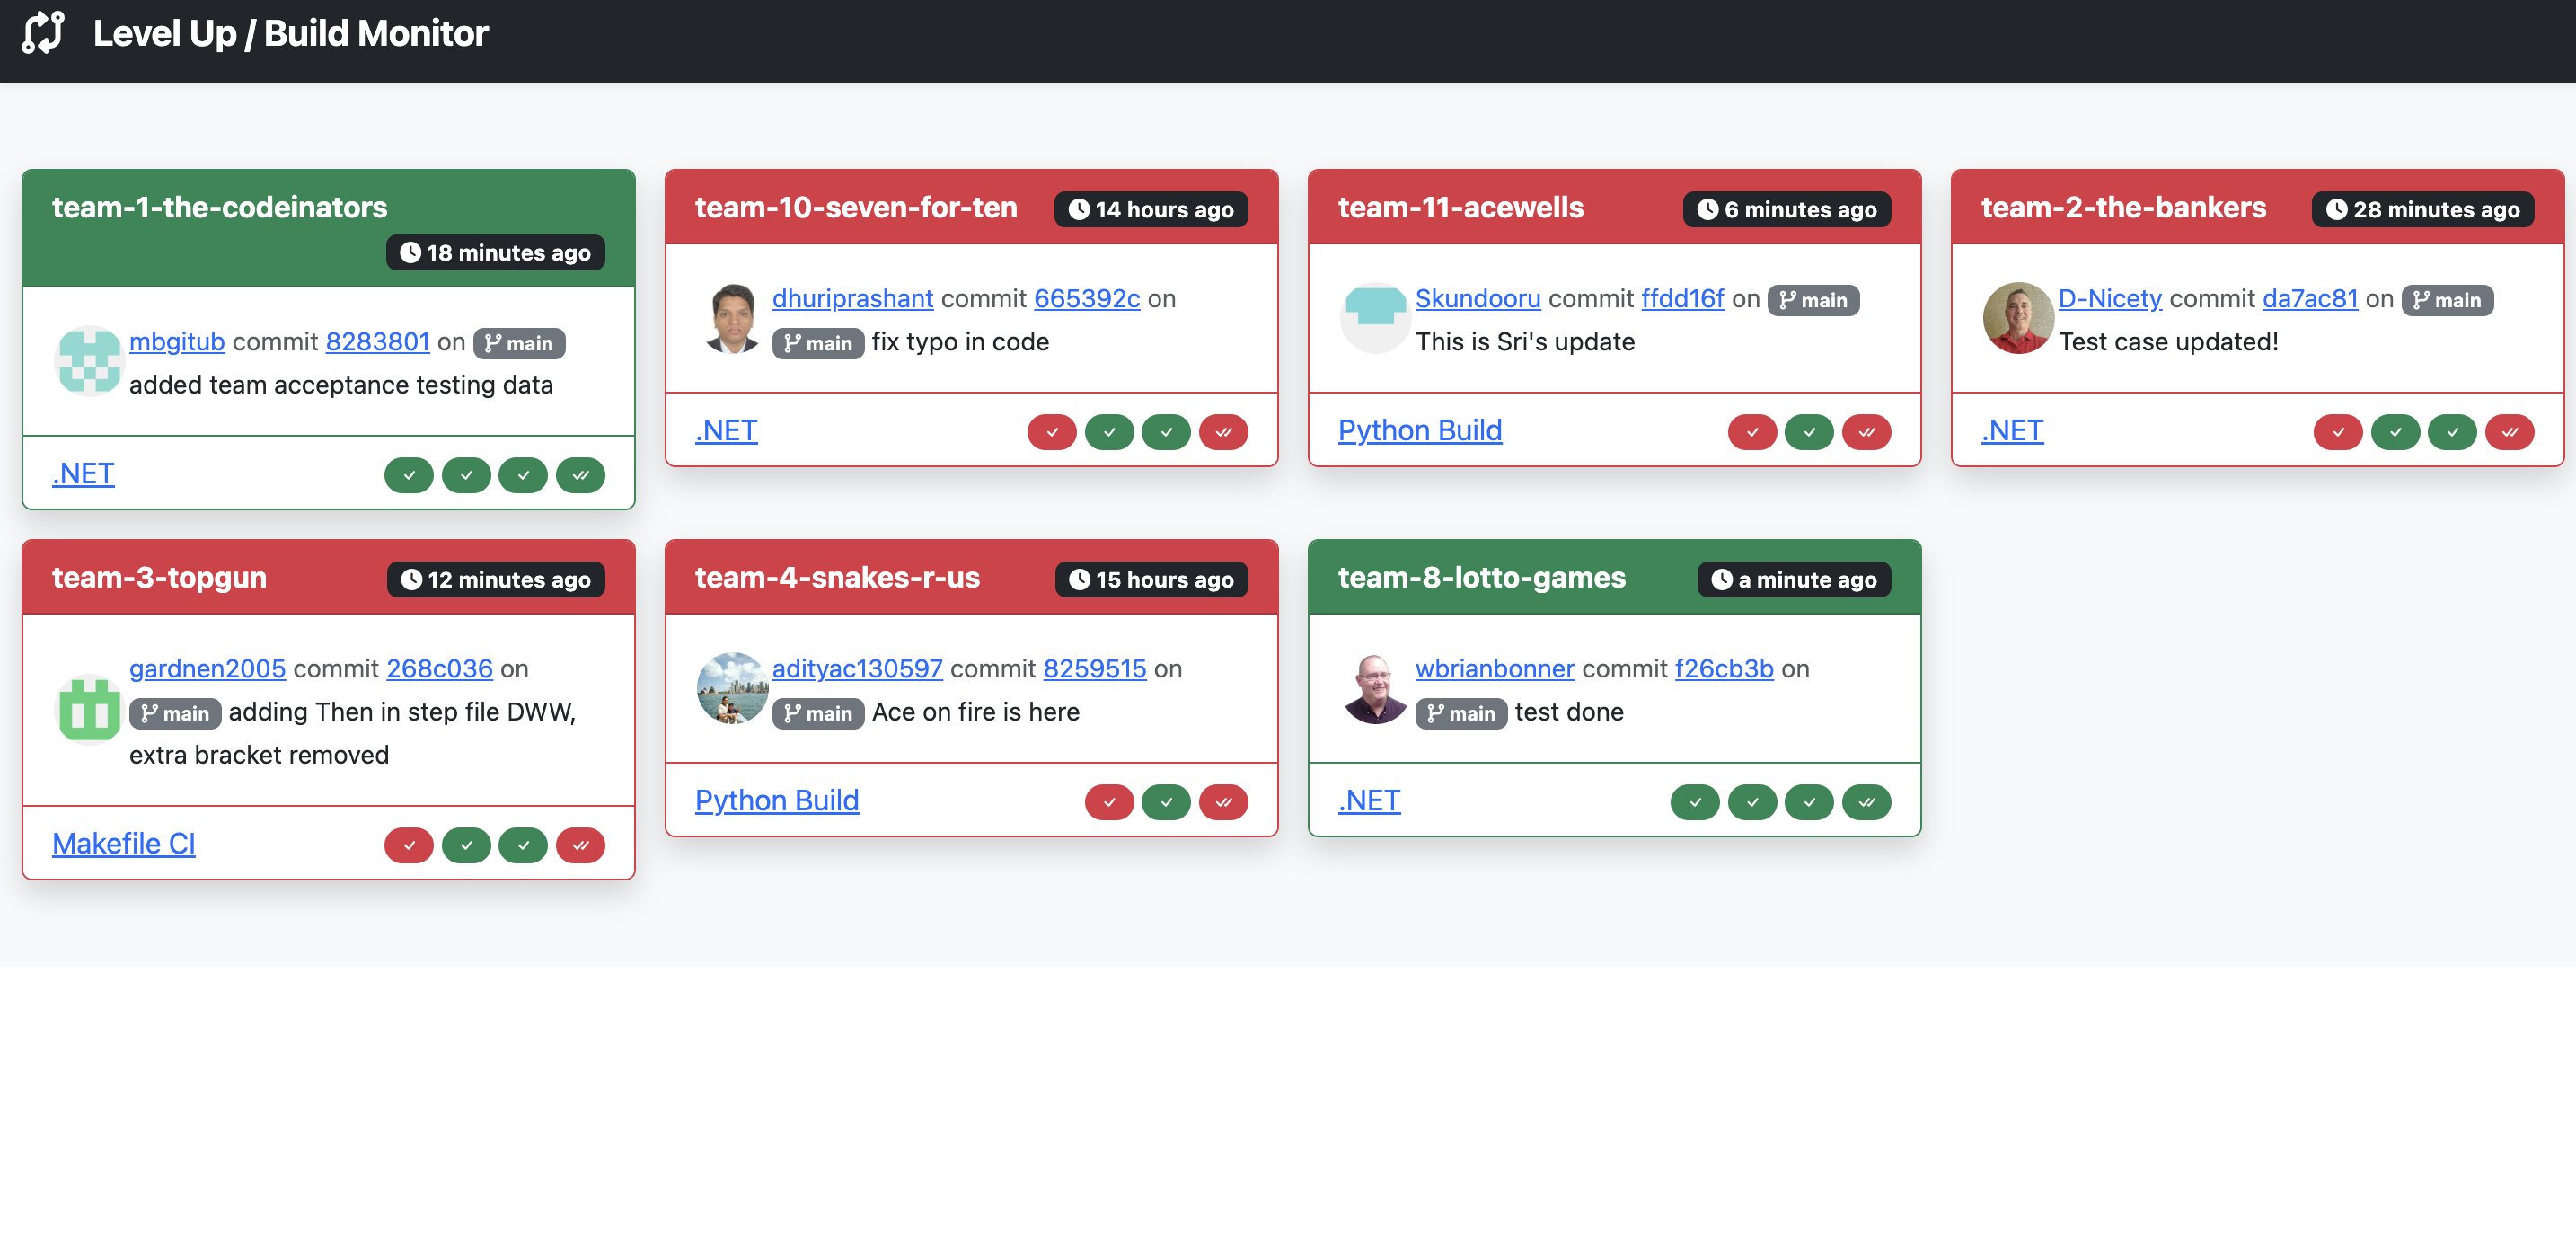 Level Up / Build Monitor
team-1-the-codeinators
18 minutes ago
mbgitub commit 8283801 on main
added team acceptance testing data
.NET
team-10-seven-for-ten 14 hours ago
dhuriprashant commit 665392c on
main fix typo in code
.NET
team-11-acewells 6 minutes ago
Skundooru commit ffdd16f on main
This is Sri's update
Python Build
team-2-the-bankers 28 minutes ago
D-Nicety commit da7ac81 on main
Test case updated!
.NET
team-3-topgun 12 minutes ago
gardnen2005 commit 268c036 on
main adding Then in step file DWW,
extra bracket removed
Makefile CI
team-4-snakes-r-us 15 hours ago
adityac130597 commit 8259515 on
main Ace on fire is here
Python Build
team-8-lotto-games a minute ago
wbrianbonner commit f26cb3b on
main test done
.NET